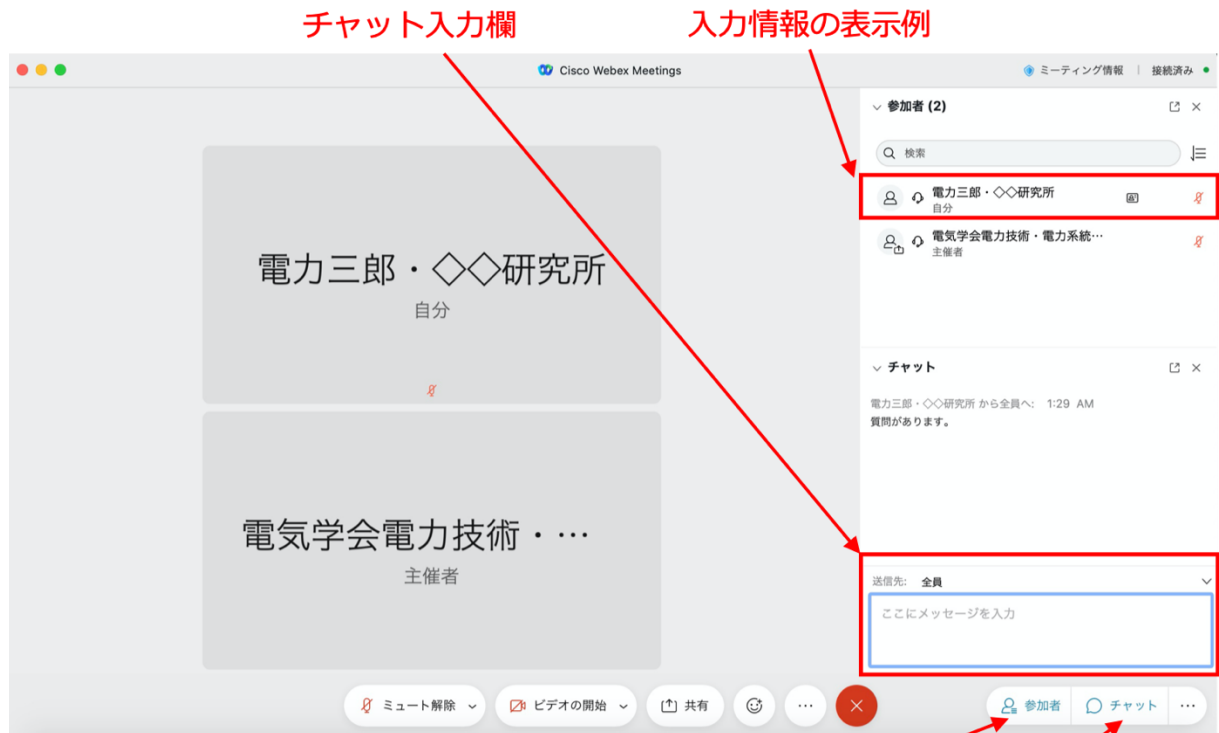 チャット入力欄
入力情報の表示例
Cisco Webex Meetings
ミーティング情報
接続済み
参加者 (2)
検索
電力三郎・◇◇研究所
自分
電気学会電力技術・電力系統…
主催者
電力三郎・◇◇研究所
自分
電気学会電力技術・…
主催者
チャット
電力三郎・◇◇研究所 から全員へ: 1:29 AM
質問があります。
送信先: 全員
ここにメッセージを入力
ミュート解除
ビデオの開始
共有
参加者
チャット